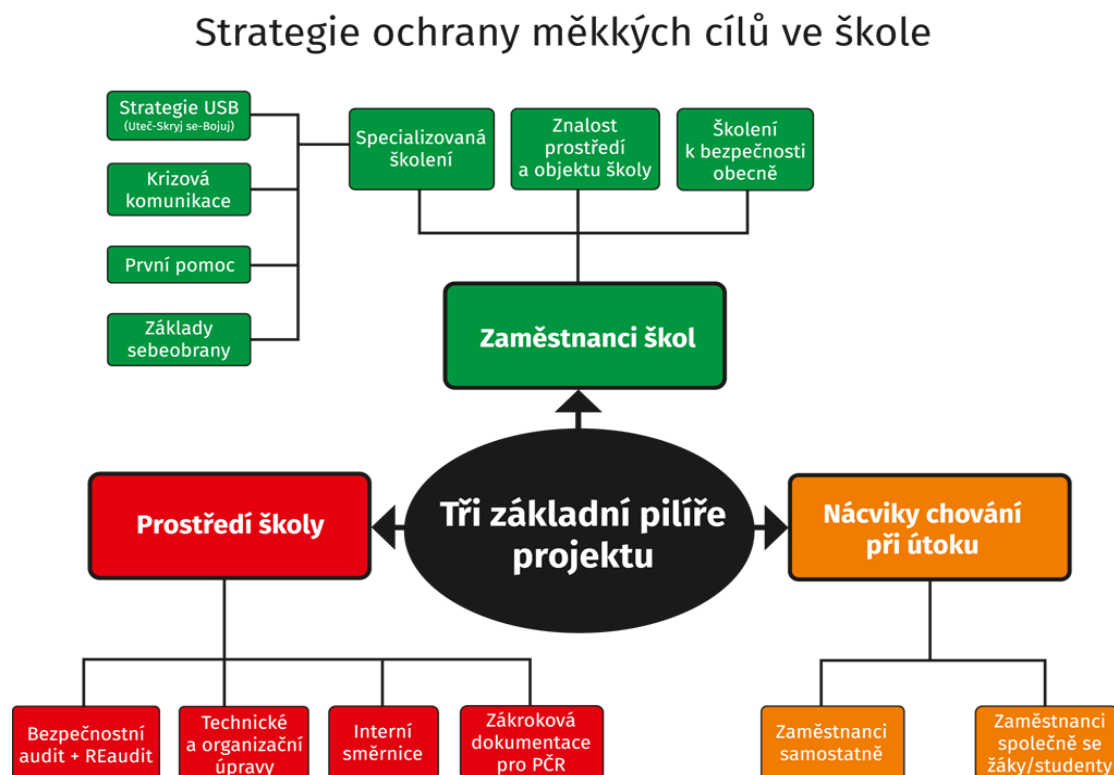 Strategie ochrany měkkých cílů ve škole
Strategie USB
(Uteč-Skryj se-Bojuj)
Krizová
komunikace
První pomoc
Základy
sebeobrany
Specializovaná
školení
Znalost
prostředí
a objektu školy
Školení
k bezpečnosti
obecně
Zaměstnanci škol
Tři základní pilíře
projektu
Prostředí školy
Nácviky chování
při útoku
Bezpečnostní
audit + REaudit
Technické
a organizační
úpravy
Interní
směrnice
Zákroková
dokumentace
pro PČR
Zaměstnanci
samostatně
Zaměstnanci
společně se
žáky/studenty